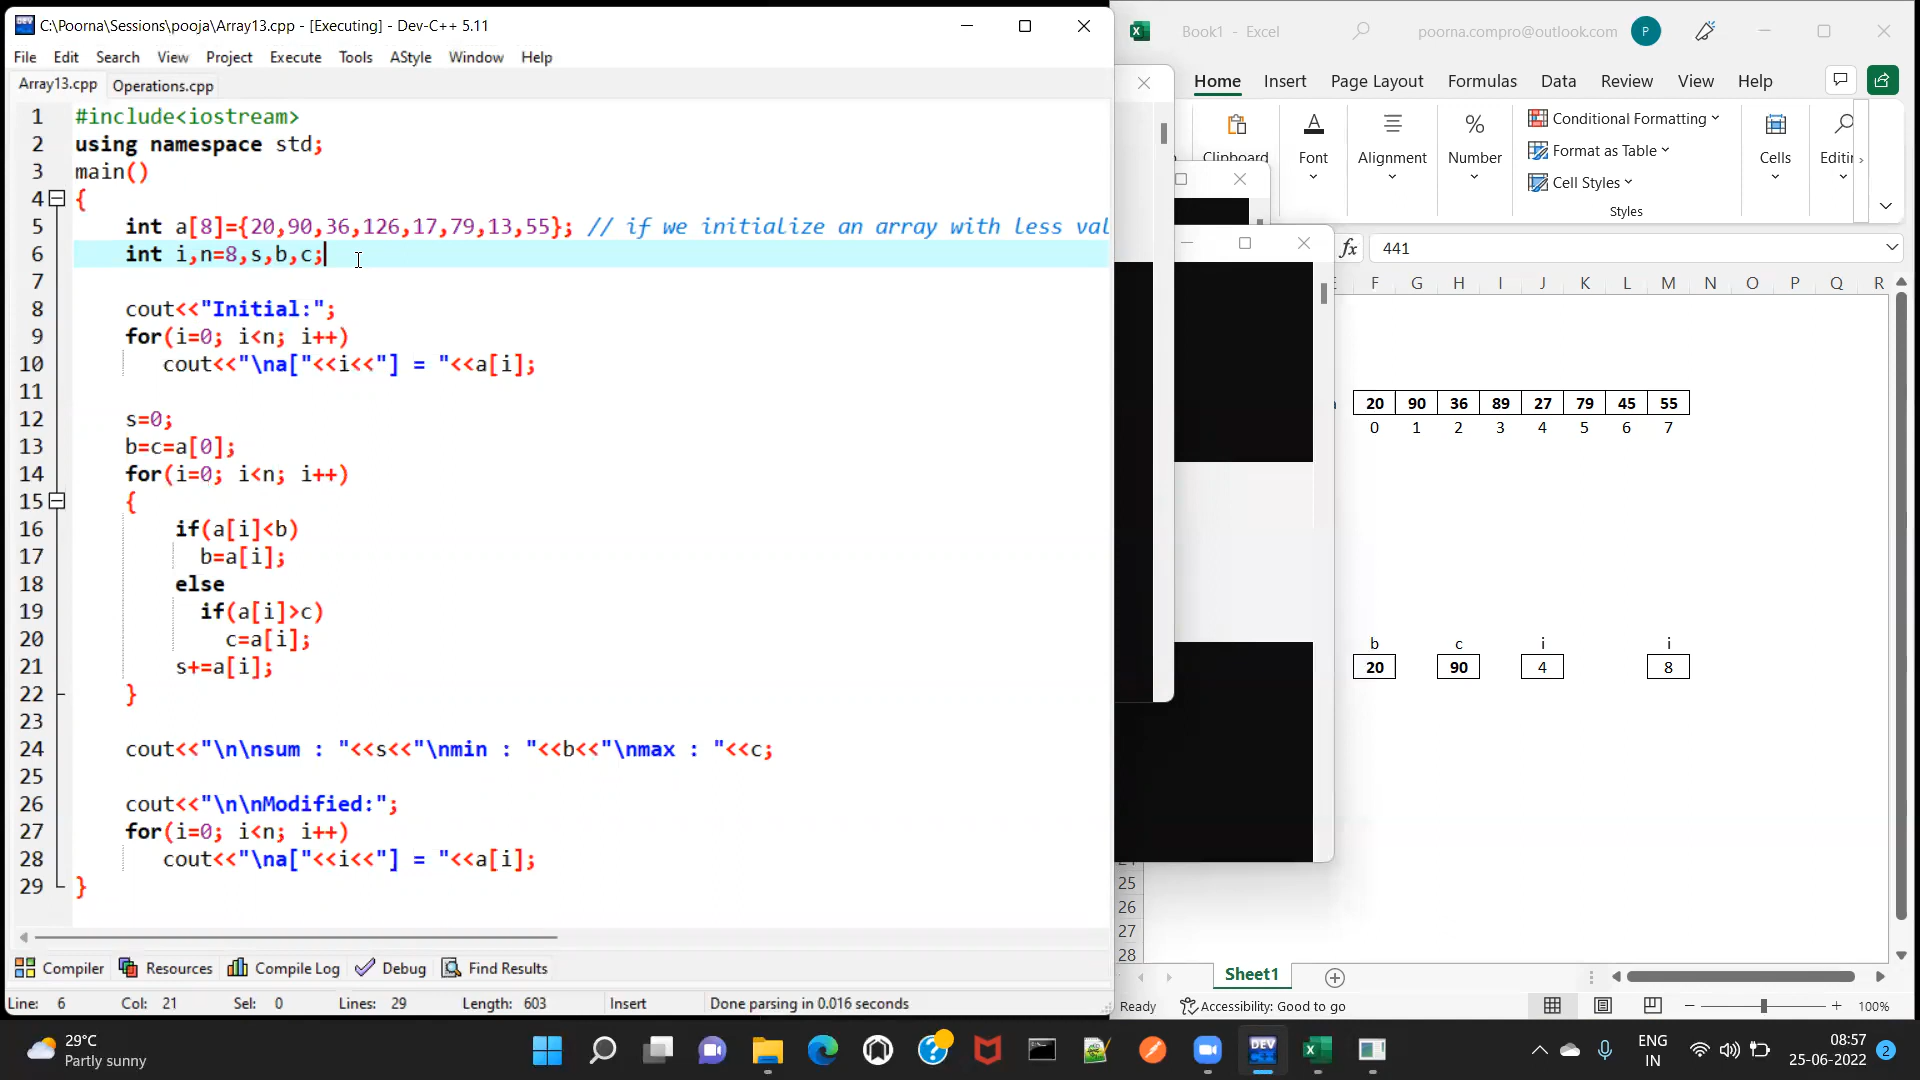 C:\Poorna\Sessions\pooja\Array13.cpp - [Executing] - Dev-C++ 5.11
File Edit Search View Project Execute Tools AStyle Window Help
Array13.cpp Operations.cpp
1 #include<iostream>
2 using namespace std;
3 main()
4 {
5 int a[8]={20,90,36,126,17,79,13,55}; // if we initialize an array with less val
6 int i,n=8,s,b,c;
7
8 cout<<"Initial:";
9 for(i=0; i<n; i++)
10 cout<<"\na["<<i<<"] = "<<a[i];
11
12 s=0;
13 b=c=a[0];
14 for(i=0; i<n; i++)
15 {
16 if(a[i]<b)
17 b=a[i];
18 else
19 if(a[i]>c)
20 c=a[i];
21 s+=a[i];
22 }
23
24 cout<<"\n\nsum : "<<s<<"\nmin : "<<b<<"\nmax : "<<c;
25
26 cout<<"\n\nModified:";
27 for(i=0; i<n; i++)
28 cout<<"\na["<<i<<"] = "<<a[i];
29 }
Compiler Resources Compile Log Debug Find Results
Line: 6 Col: 21 Sel: 0 Lines: 29 Length: 603 Insert Done parsing in 0.016 seconds
Book1 - Excel poorna.compro@outlook.com P
Home Insert Page Layout Formulas Data Review View Help
Clipboard Font Alignment Number
Conditional Formatting
Format as Table
Cell Styles
Styles
Cells
fx 441
F G H I J K L M N O P Q R
20 90 36 89 27 79 45 55
0 1 2 3 4 5 6 7
b c i i
20 90 4 8
25
26
27
28
Sheet1
Ready Accessibility: Good to go 100%
29°C
Partly sunny
DEV
ENG
IN
08:57
25-06-2022
2